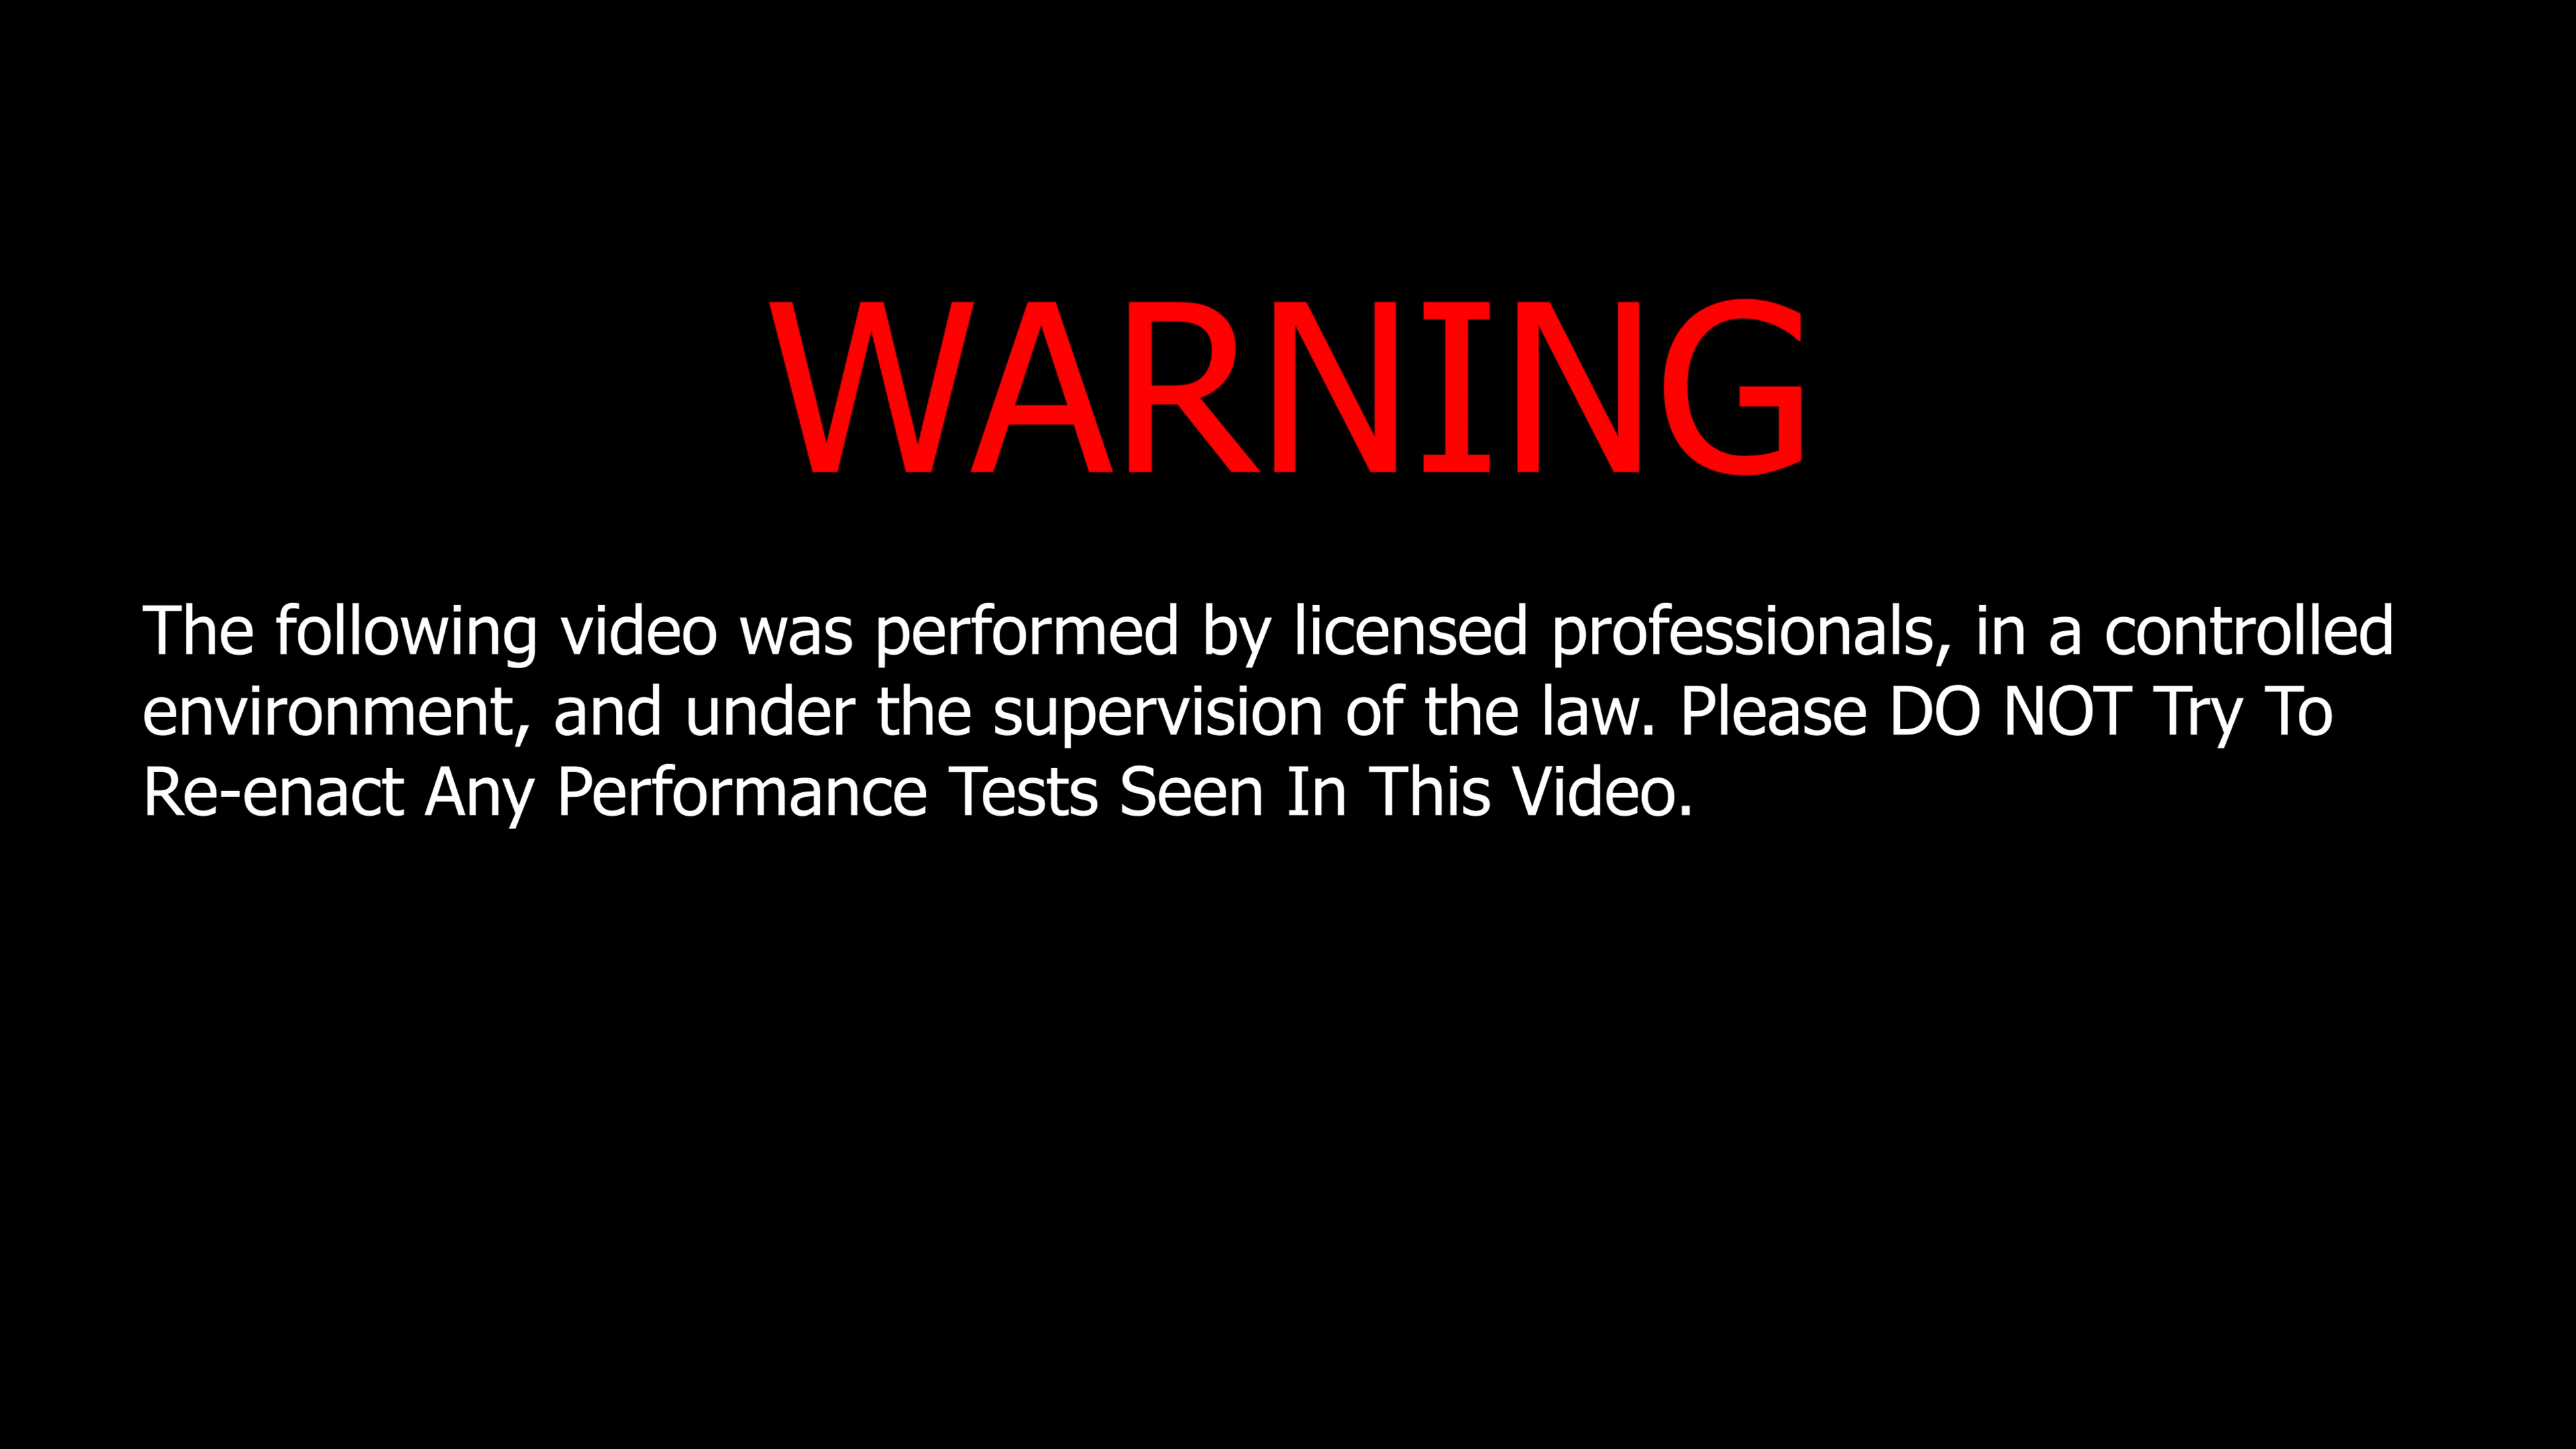 WARNING
The following video was performed by licensed professionals, in a controlled
environment, and under the supervision of the law. Please DO NOT Try To
Re-enact Any Performance Tests Seen In This Video.